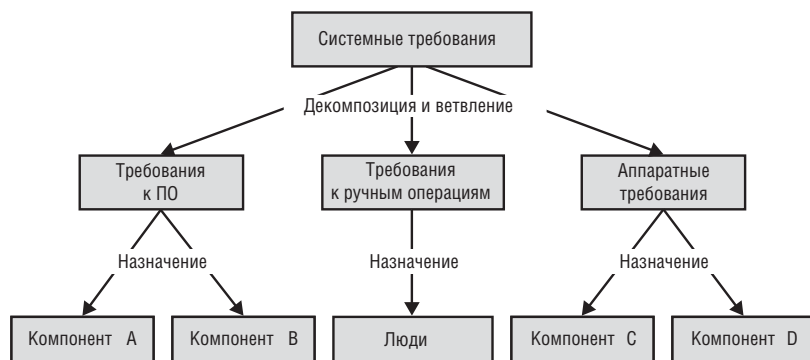 Системные требования
Декомпозиция и ветвление
Требования
к ПО
Требования
к ручным операциям
Аппаратные
требования
Назначение
Назначение
Назначение
Компонент A
Компонент B
Люди
Компонент C
Компонент D